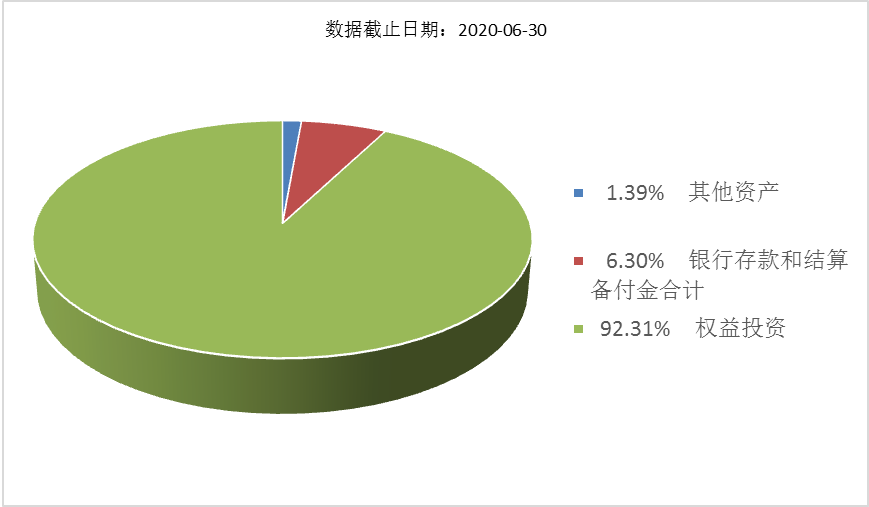 数据截止日期：2020-06-30
1.39% 其他资产
6.30% 银行存款和结算
备付金合计
92.31% 权益投资